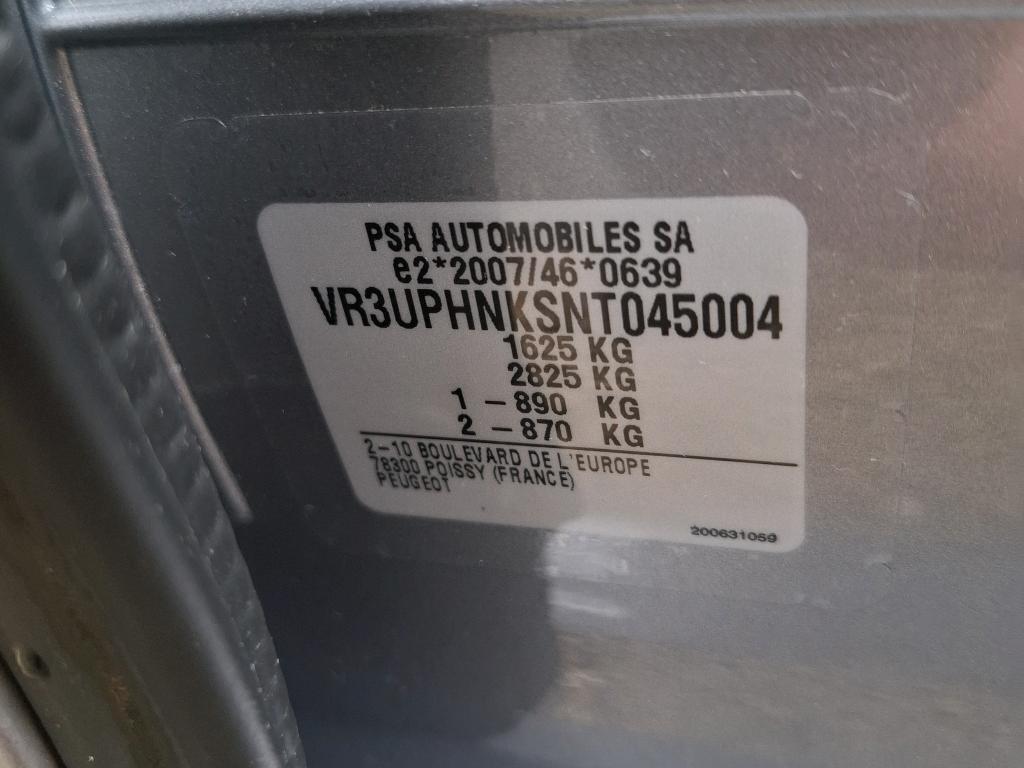 PSA AUTOMOBILES SA
e2*2007/46*0639
VR3UPHNKSNT045004
1625 KG
2825 KG
1 – 890 KG
2 – 870 KG
2–10 BOULEVARD DE L'EUROPE
78300 POISSY (FRANCE)
PEUGEOT
200631059